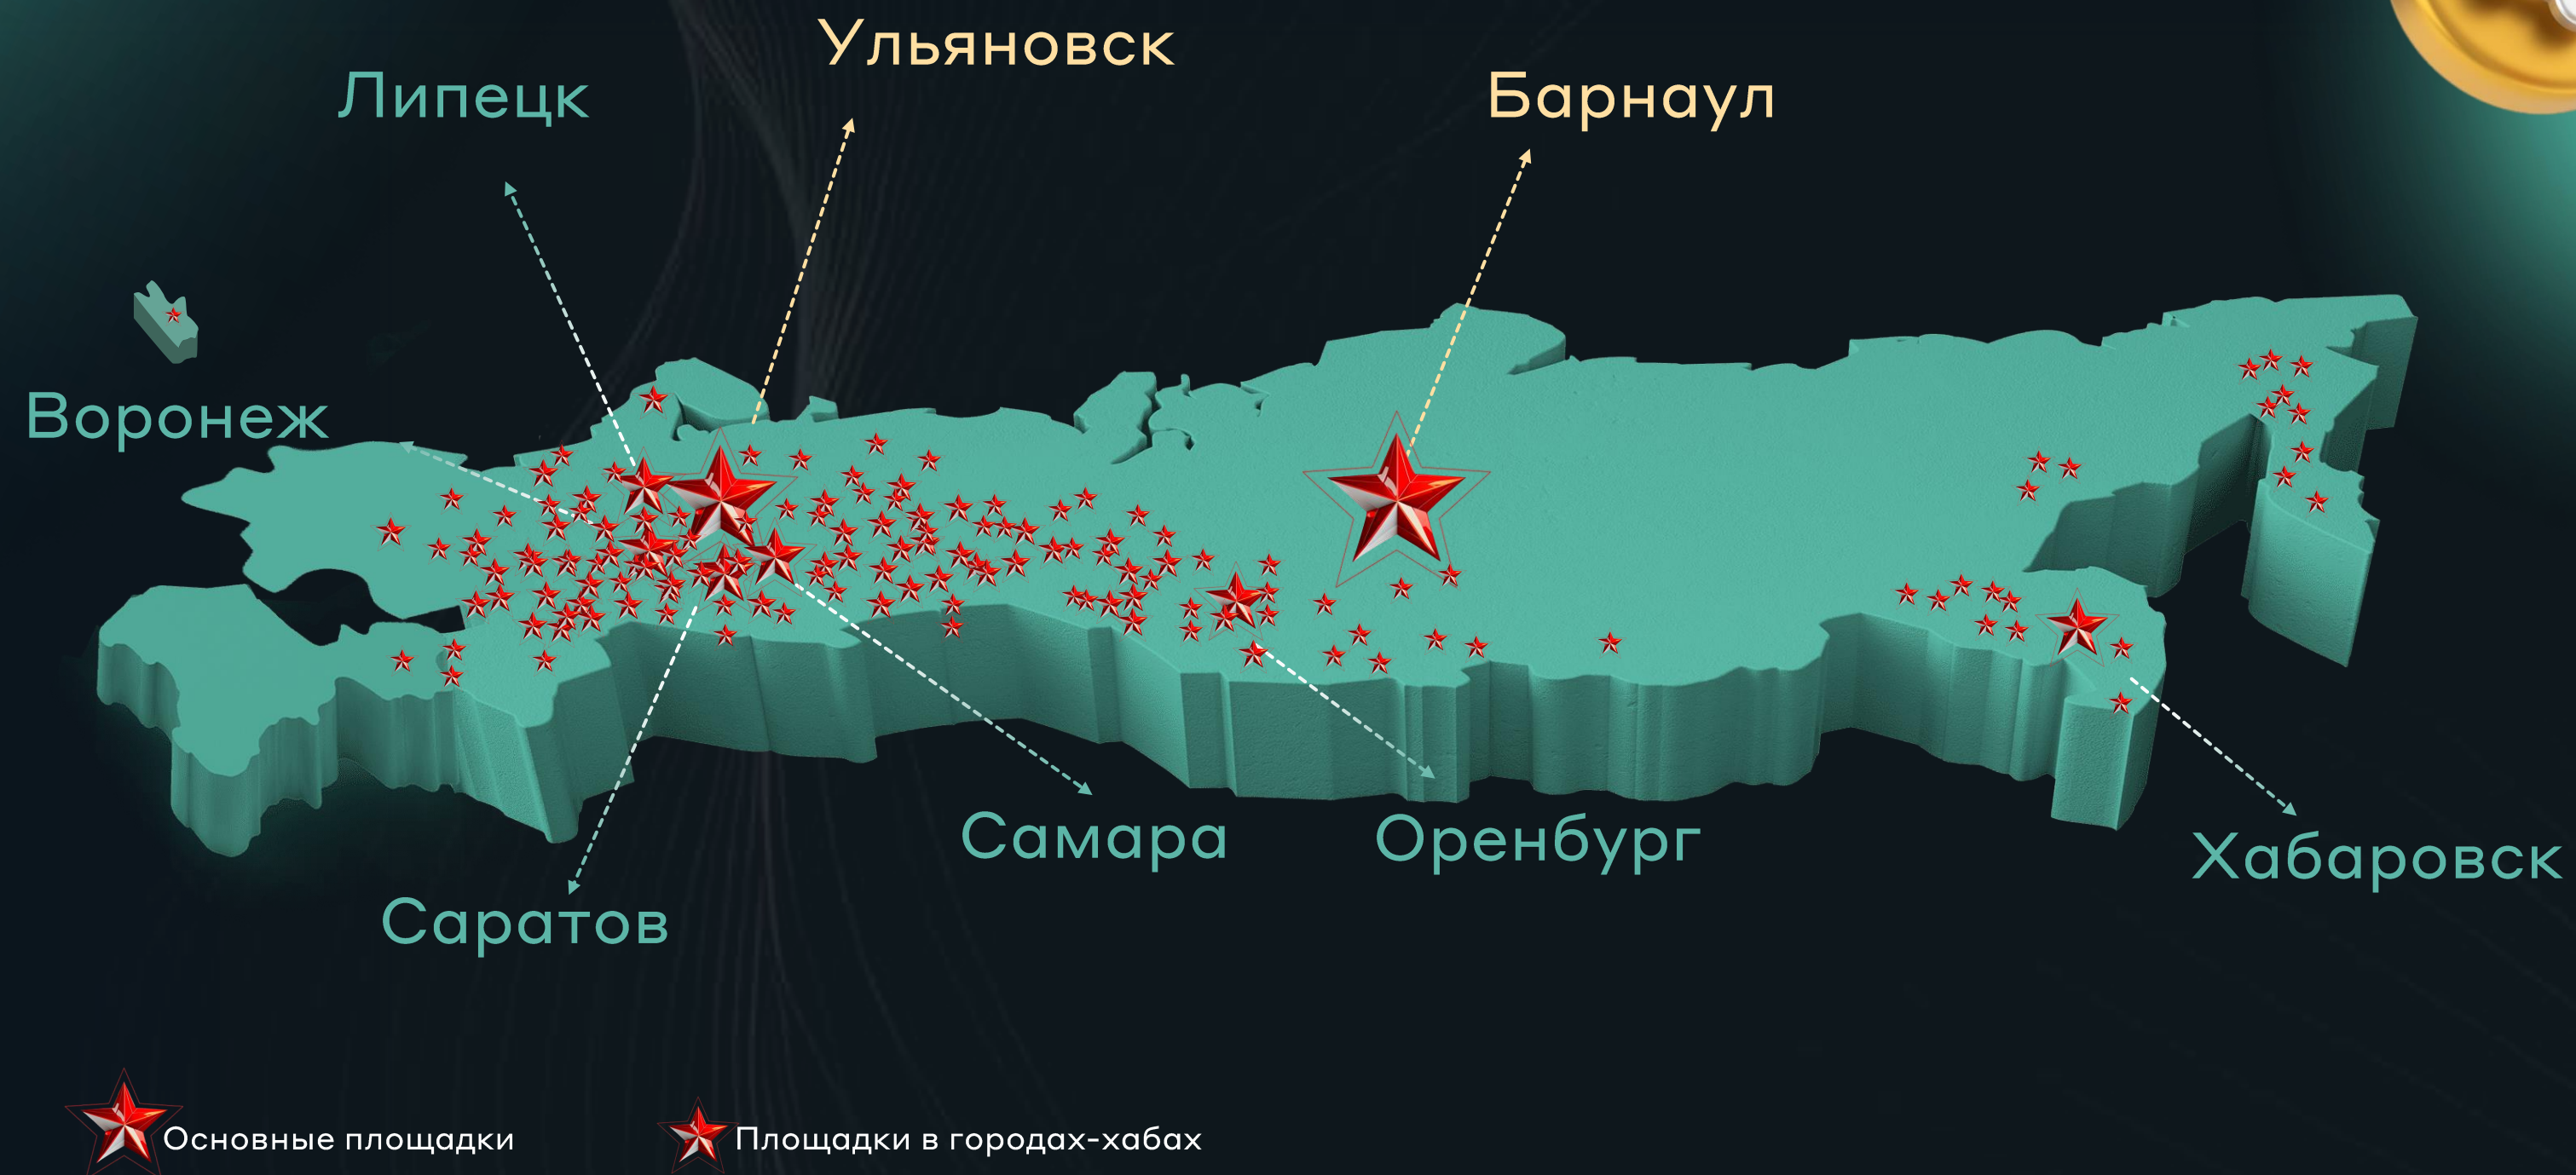 Ульяновск
Липецк
Барнаул
Воронеж
Самара
Оренбург
Хабаровск
Саратов
Основные площадки
Площадки в городах-хабах